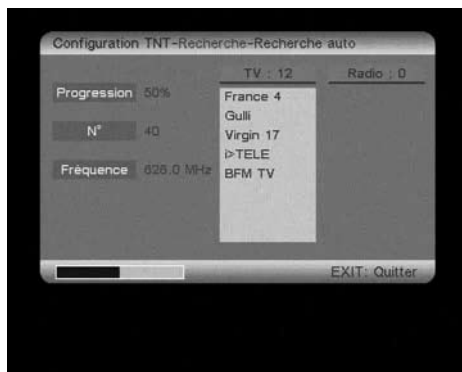 Configuration TNT-Recherche-Recherche auto
TV : 12
Radio : 0
Progression 50%
N° 40
Fréquence 626.0 MHz
France 4
Gulli
Virgin 17
i>TELE
BFM TV
EXIT: Quitter